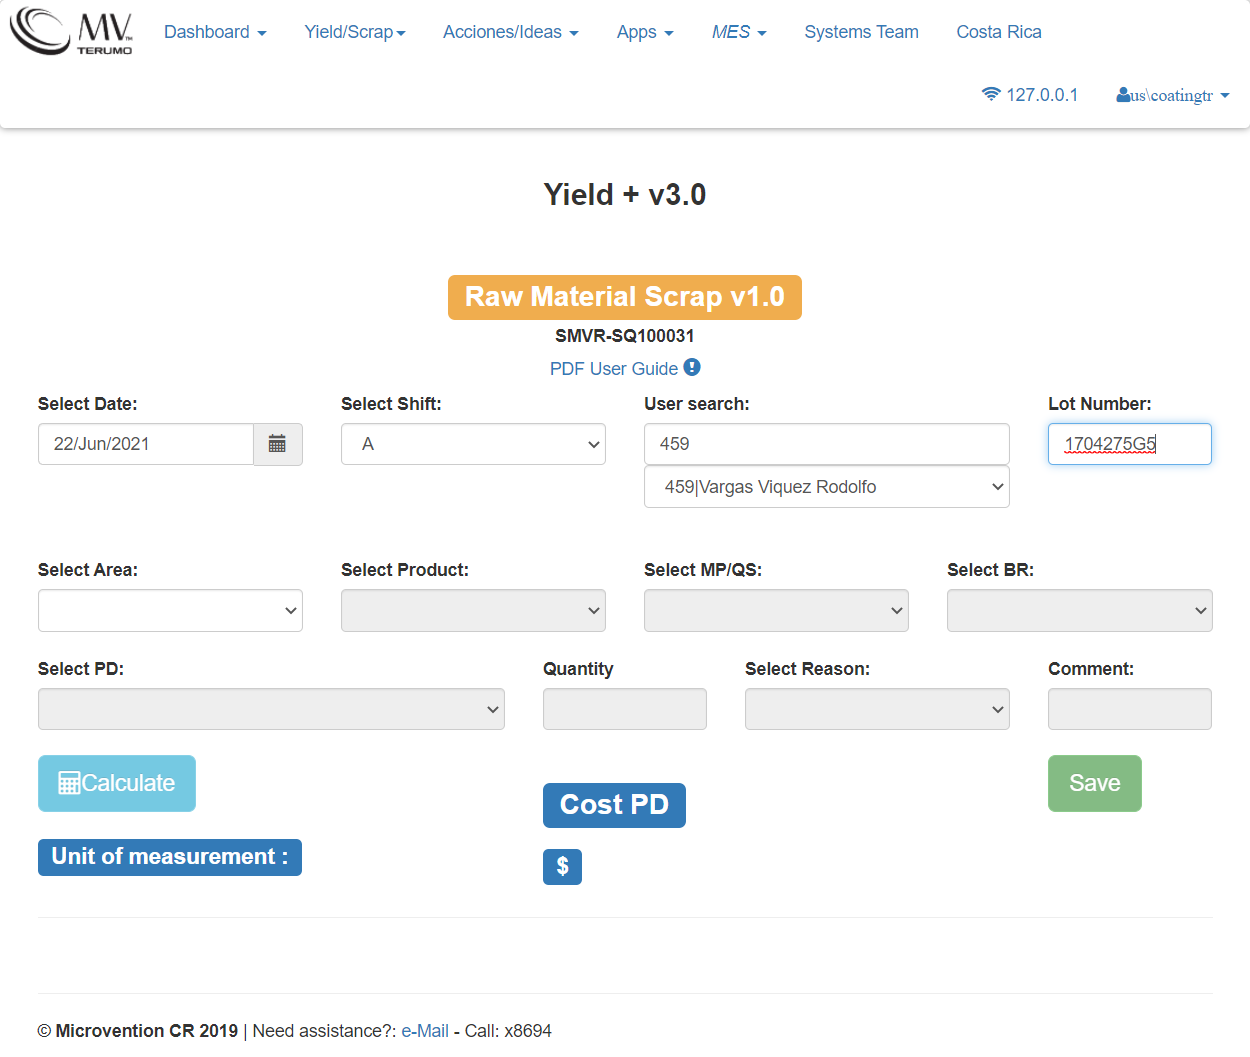 MV™
TERUMO
Dashboard Yield/Scrap Acciones/Ideas Apps MES Systems Team Costa Rica
127.0.0.1 us\coatingtr
Yield + v3.0
Raw Material Scrap v1.0
SMVR-SQ100031
PDF User Guide
Select Date: Select Shift: User search: Lot Number:
22/Jun/2021 A 459 1704275G5
459|Vargas Viquez Rodolfo
Select Area: Select Product: Select MP/QS: Select BR:
Select PD: Quantity Select Reason: Comment:
Calculate Save
Cost PD
Unit of measurement :
$
© Microvention CR 2019 | Need assistance?: e-Mail - Call: x8694